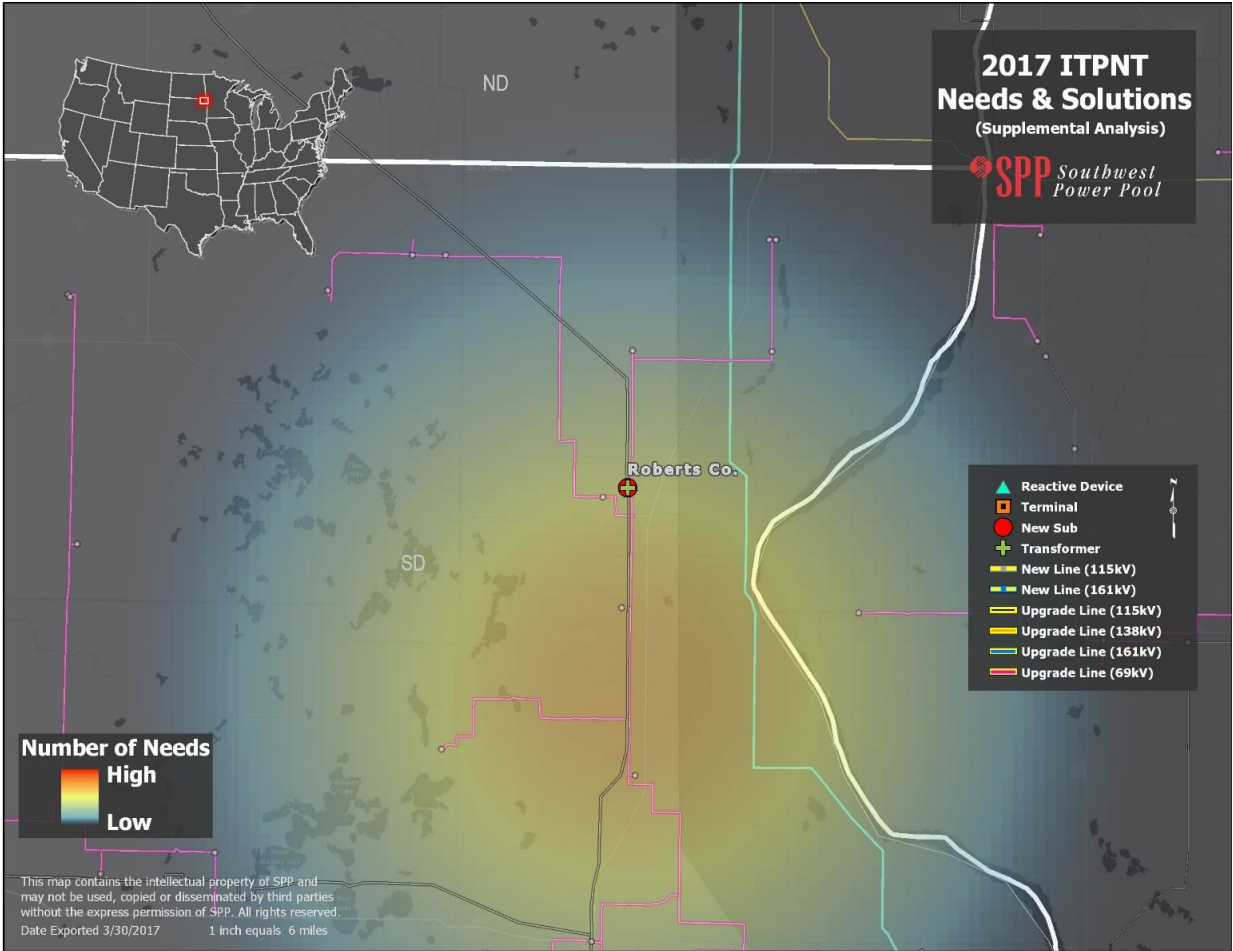 2017 ITPNT
Needs & Solutions
(Supplemental Analysis)
SPP Southwest
Power Pool
ND
SD
Roberts Co.
Reactive Device
Terminal
New Sub
Transformer
New Line (115kV)
New Line (161kV)
Upgrade Line (115kV)
Upgrade Line (138kV)
Upgrade Line (161kV)
Upgrade Line (69kV)
N
Number of Needs
High
Low
This map contains the intellectual property of SPP and
may not be used, copied or disseminated by third parties
without the express permission of SPP. All rights reserved.
Date Exported 3/30/2017 1 inch equals 6 miles